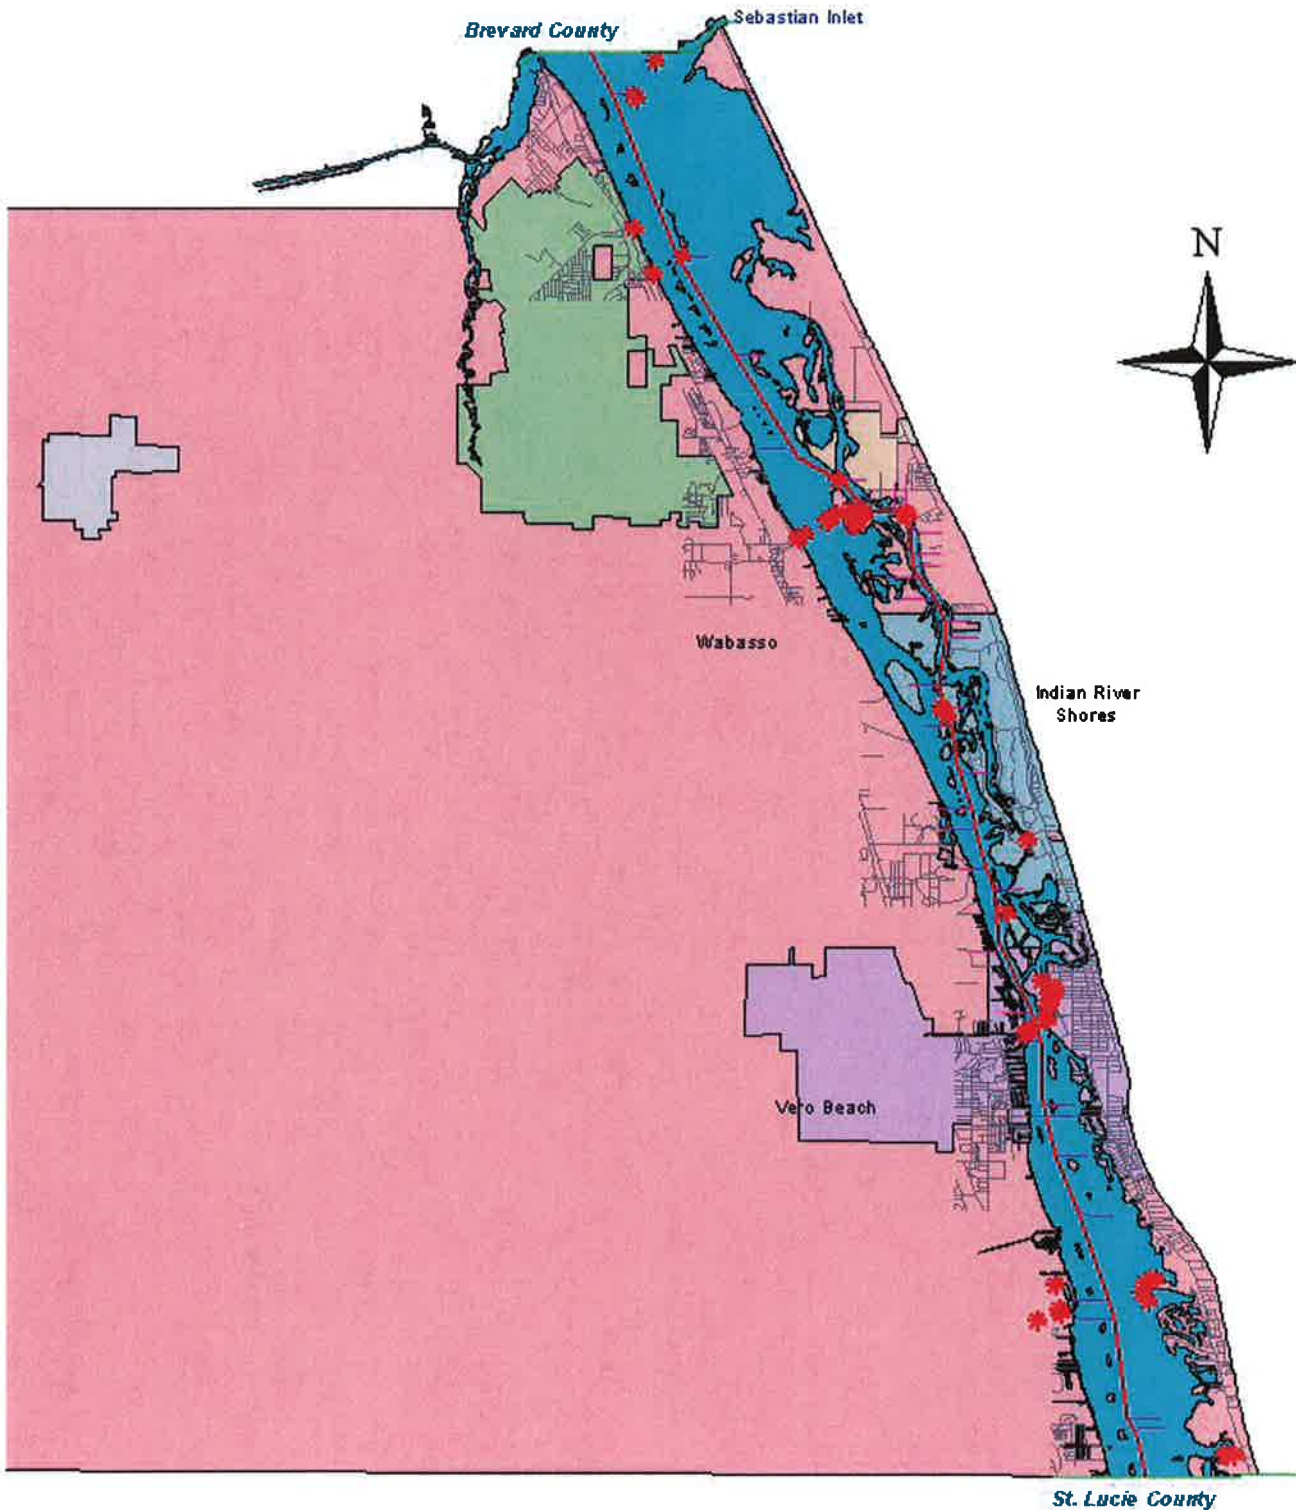 Sebastian Inlet
Brevard County
N
Wabasso
Indian River
Shores
Vero Beach
St. Lucie County